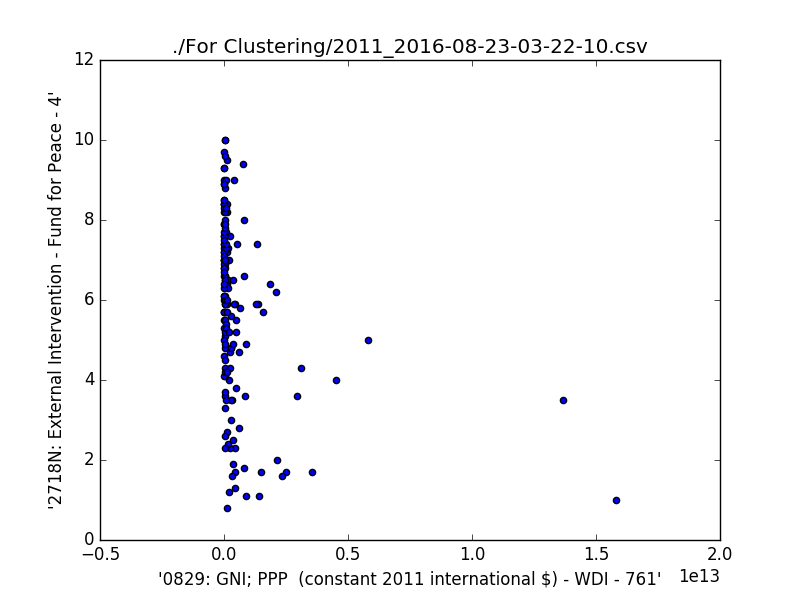 ./For Clustering/2011_2016-08-23-03-22-10.csv
'2718N: External Intervention - Fund for Peace - 4'
12
10
8
6
4
2
0
−0.5 0.0 0.5 1.0 1.5 2.0
1e13
'0829: GNI; PPP  (constant 2011 international $) - WDI - 761'